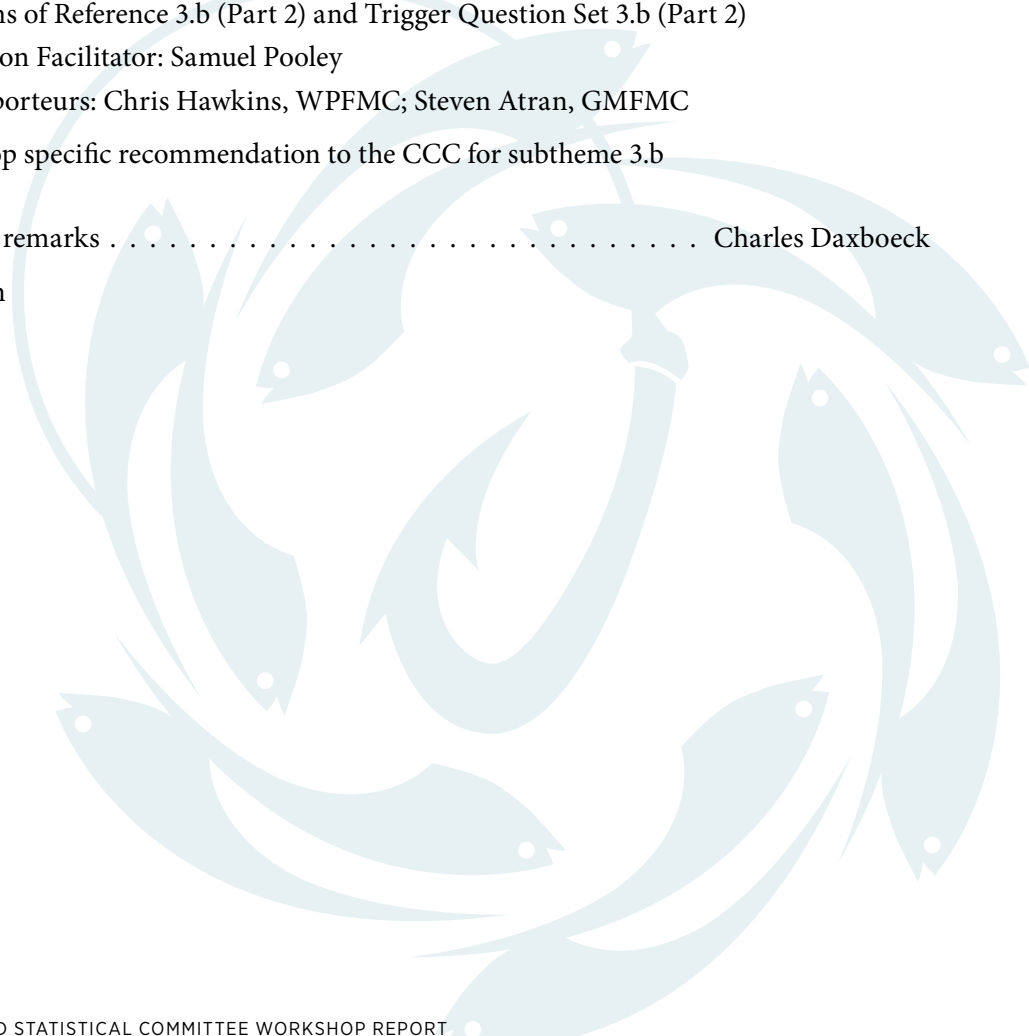 ns of Reference 3.b (Part 2) and Trigger Question Set 3.b (Part 2)
on Facilitator: Samuel Pooley
porteurs: Chris Hawkins, WPFMC; Steven Atran, GMFMC
op specific recommendation to the CCC for subtheme 3.b
remarks . . . . . . . . . . . . . . . . . . . . . . . . . . . . . . Charles Daxboeck
n
D STATISTICAL COMMITTEE WORKSHOP REPORT